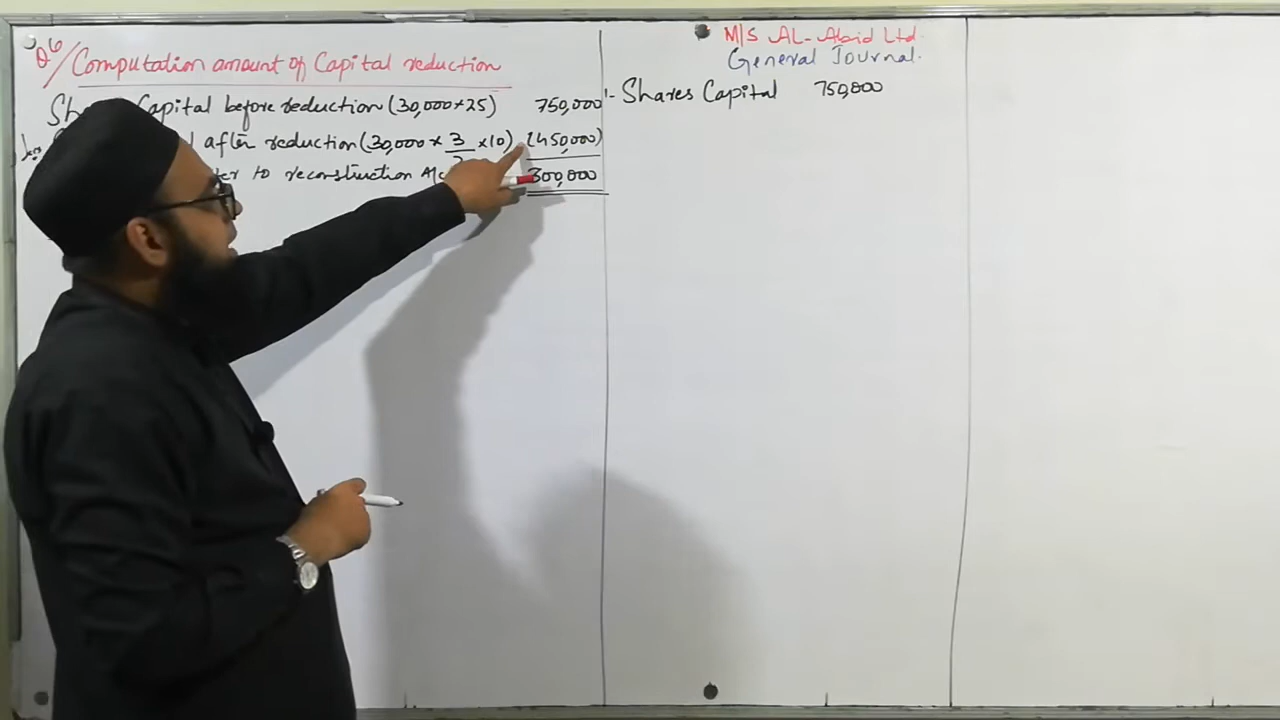 Q6/ Computation amount of Capital reduction
Capital before reduction (30,000 × 25) 750,000
after reduction (30,000 × 3 × 10) (450,000)
to reconstruction A/c 300,000
M/S AL-Abid Ltd.
General Journal.
1- Shares Capital 750,000